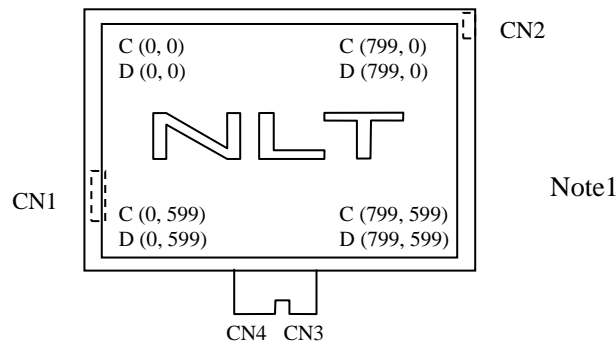 CN2
C (0, 0) C (799, 0)
D (0, 0) D (799, 0)
NLT
CN1
Note1
C (0, 599) C (799, 599)
D (0, 599) D (799, 599)
CN4 CN3